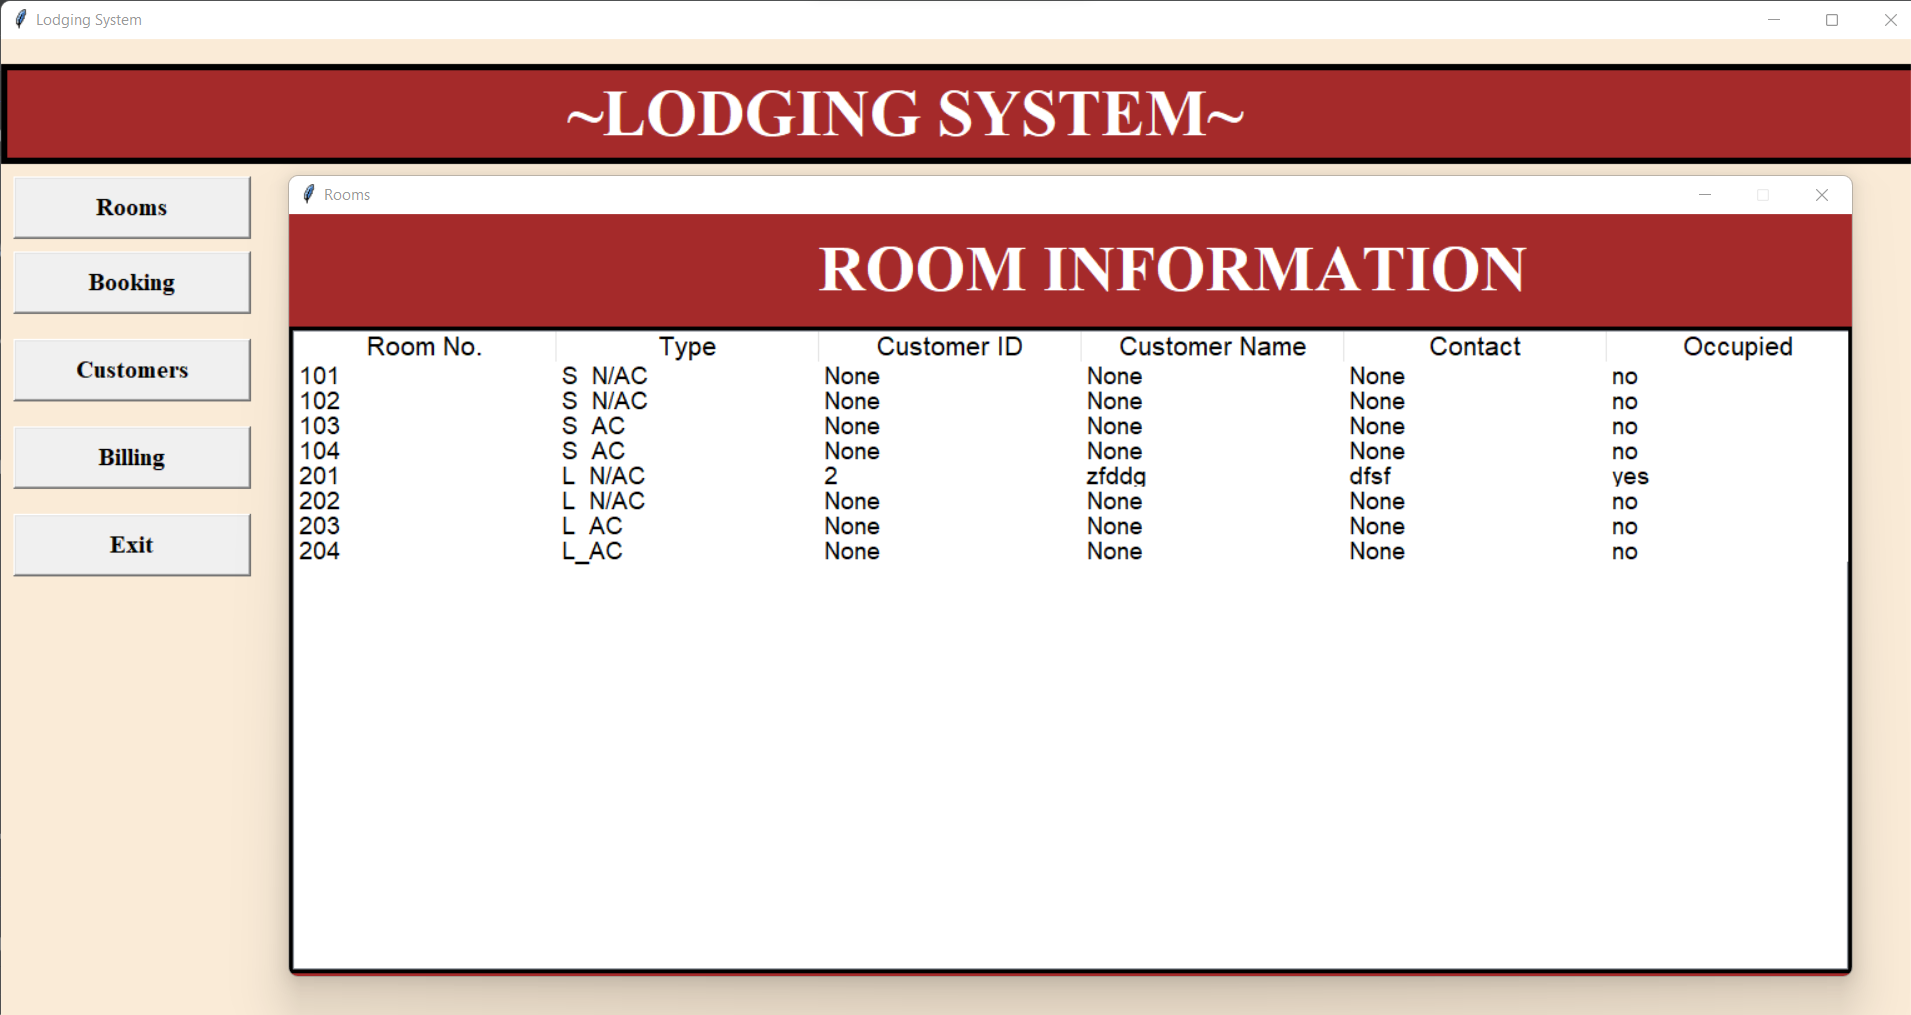 Lodging System
~LODGING SYSTEM~
Rooms
Booking
Customers
Billing
Exit
Rooms
ROOM INFORMATION
Room No. Type Customer ID Customer Name Contact Occupied
101 S N/AC None None None no
102 S N/AC None None None no
103 S AC None None None no
104 S AC None None None no
201 L N/AC 2 zfddg dfsf yes
202 L N/AC None None None no
203 L AC None None None no
204 L_AC None None None no